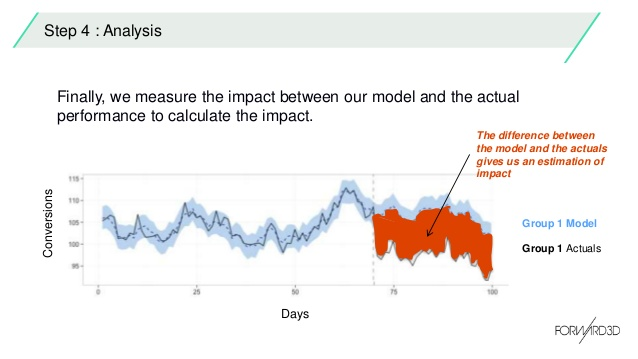 Step 4 : Analysis
Finally, we measure the impact between our model and the actual
performance to calculate the impact.
The difference between
the model and the actuals
gives us an estimation of
impact
115
110
105
100
95
Conversions
0
25
50
75
100
Days
Group 1 Model
Group 1 Actuals
FORWARD3D